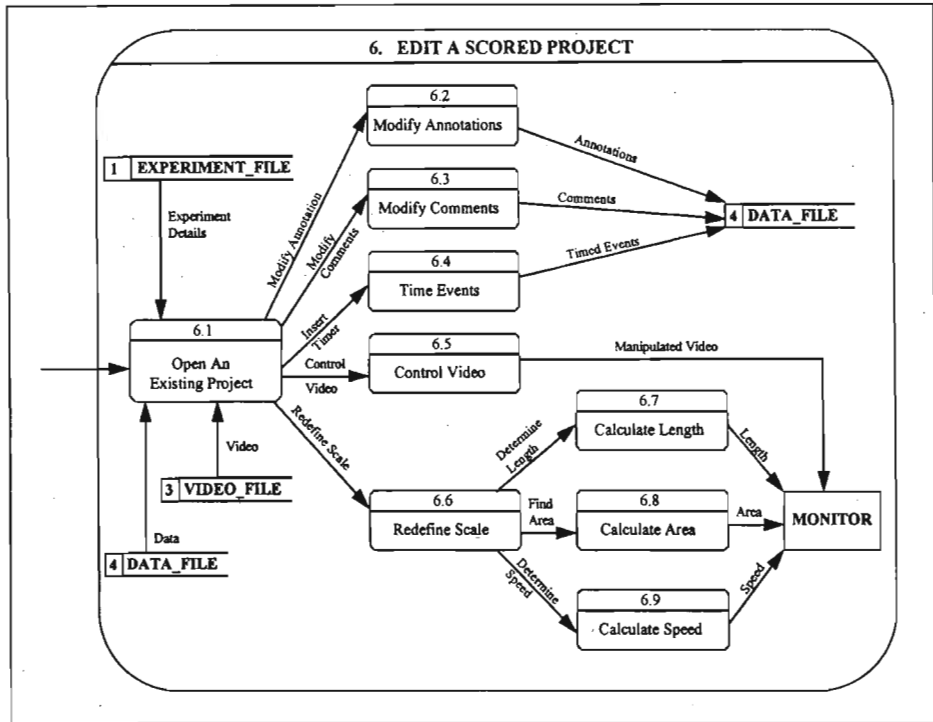 6. EDIT A SCORED PROJECT
6.2
Modify Annotations
Annotations
1 EXPERIMENT_FILE
Experiment
Details
Modify Annotation
6.3
Modify Comments
Comments
4 DATA_FILE
Modify
Comments
6.4
Time Events
Timed Events
Insert
Timer
6.1
Open An
Existing Project
6.5
Control Video
Control
Video
Manipulated Video
Redefine Scale
Video
3 VIDEO_FILE
Data
4 DATA_FILE
6.6
Redefine Scale
Determine
Length
6.7
Calculate Length
Length
Find
Area
6.8
Calculate Area
Area
MONITOR
Determine
Speed
6.9
Calculate Speed
Speed